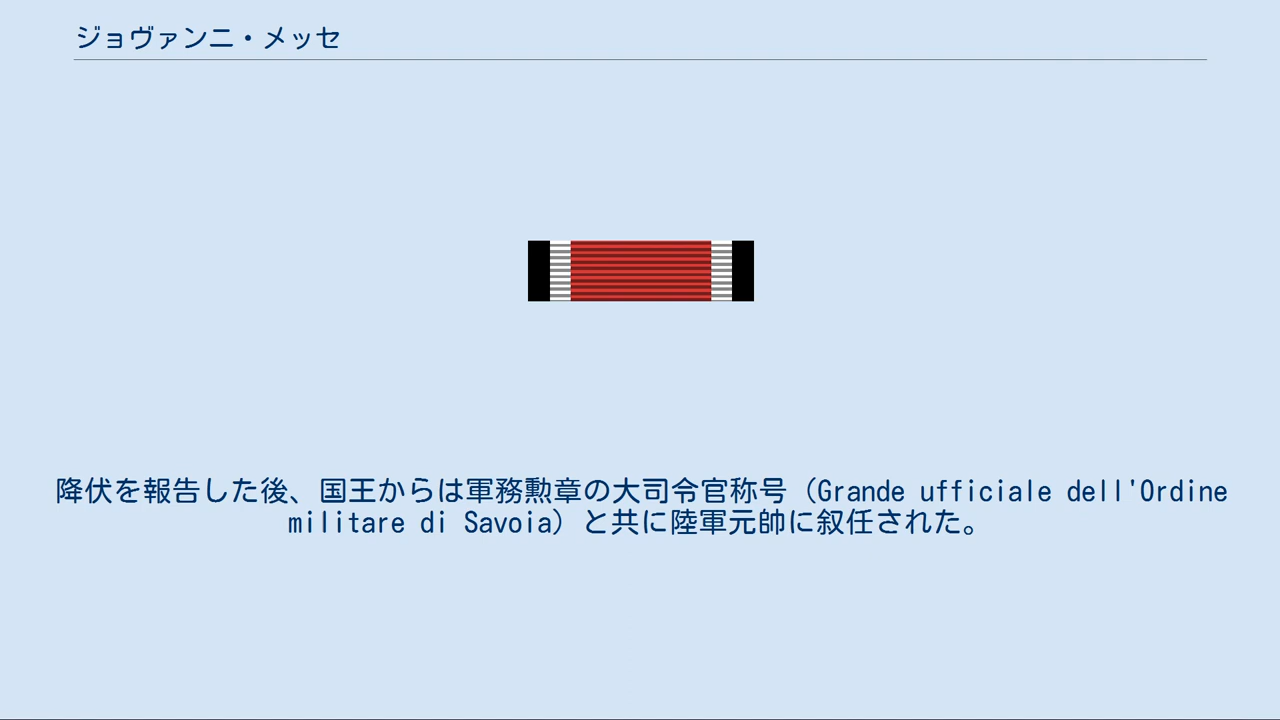 ジョヴァンニ・メッセ
降伏を報告した後、国王からは軍務勲章の大司令官称号（Grande ufficiale dell'Ordine
militare di Savoia）と共に陸軍元帥に叙任された。